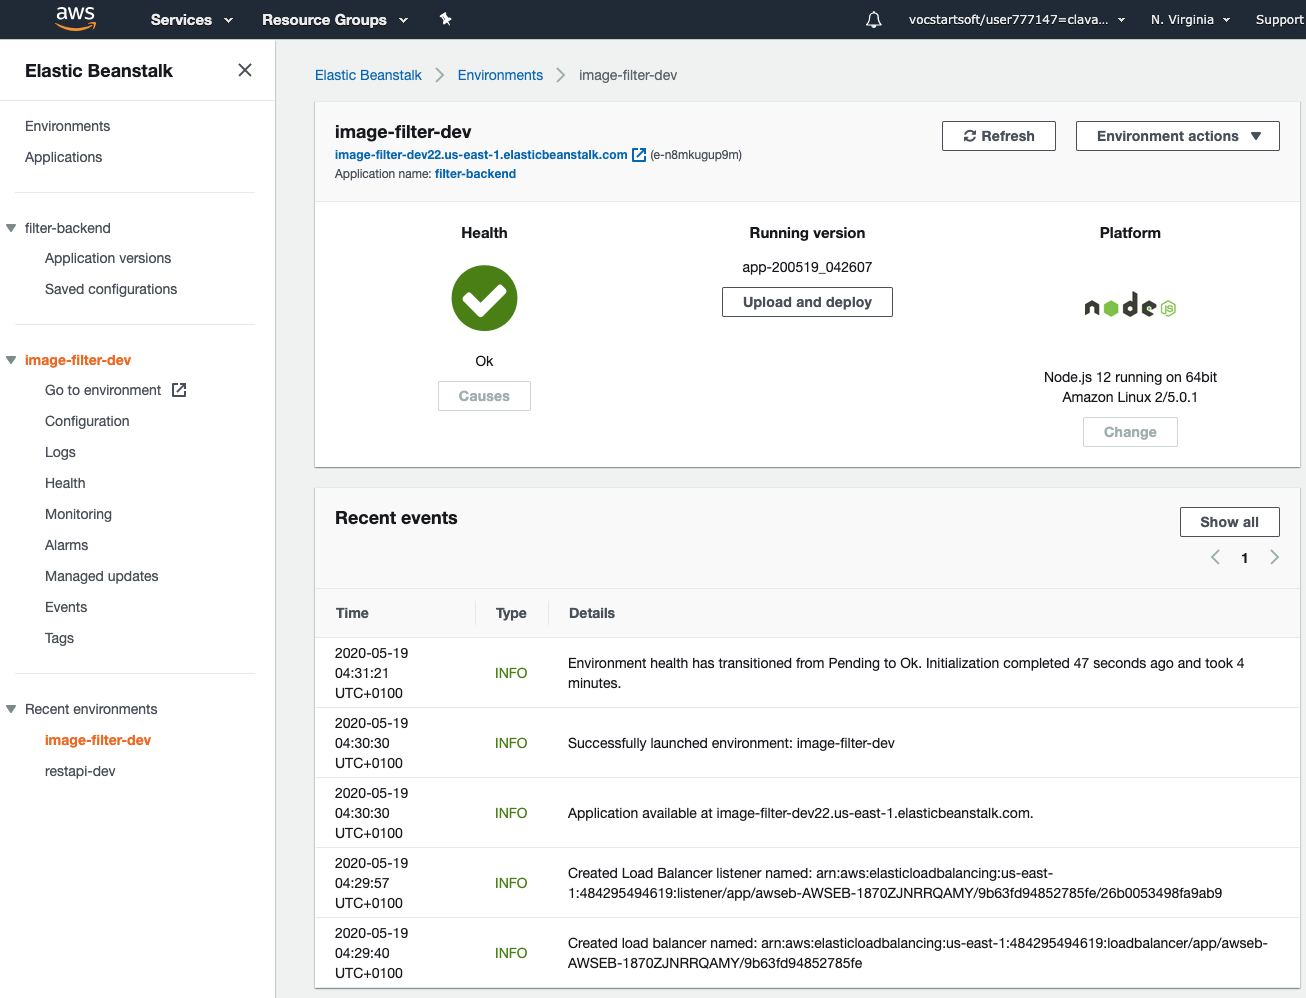 aws
Services
Resource Groups
vocstartsoft/user777147=clava...
N. Virginia
Support
Elastic Beanstalk
Environments
Applications
filter-backend
Application versions
Saved configurations
image-filter-dev
Go to environment
Configuration
Logs
Health
Monitoring
Alarms
Managed updates
Events
Tags
Recent environments
image-filter-dev
restapi-dev
Elastic Beanstalk
Environments
image-filter-dev
image-filter-dev
image-filter-dev22.us-east-1.elasticbeanstalk.com (e-n8mkugup9m)
Application name: filter-backend
Refresh
Environment actions
Health
Ok
Causes
Running version
app-200519_042607
Upload and deploy
Platform
node
JS
Node.js 12 running on 64bit
Amazon Linux 2/5.0.1
Change
Recent events
Show all
1
Time
Type
Details
2020-05-19
04:31:21
UTC+0100
INFO
Environment health has transitioned from Pending to Ok. Initialization completed 47 seconds ago and took 4
minutes.
2020-05-19
04:30:30
UTC+0100
INFO
Successfully launched environment: image-filter-dev
2020-05-19
04:30:30
UTC+0100
INFO
Application available at image-filter-dev22.us-east-1.elasticbeanstalk.com.
2020-05-19
04:29:57
UTC+0100
INFO
Created Load Balancer listener named: arn:aws:elasticloadbalancing:us-east-
1:484295494619:listener/app/awseb-AWSEB-1870ZJNRRQAMY/9b63fd94852785fe/26b0053498fa9ab9
2020-05-19
04:29:40
UTC+0100
INFO
Created load balancer named: arn:aws:elasticloadbalancing:us-east-1:484295494619:loadbalancer/app/awseb-
AWSEB-1870ZJNRRQAMY/9b63fd94852785fe